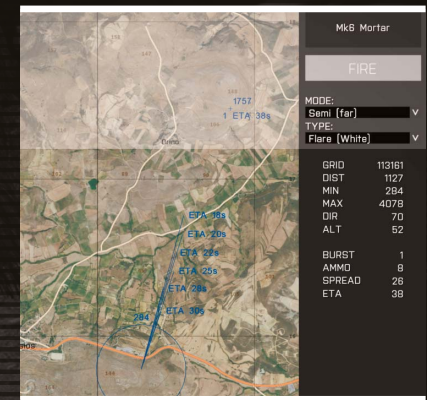 Mk6 Mortar
FIRE
MODE:
Semi (far)
TYPE:
Flare (White)
GRID 113161
DIST 1127
MIN 284
MAX 4078
DIR 70
ALT 52
BURST 1
AMMO 8
SPREAD 26
ETA 38
147
1757
1 ETA 38s
ETA 18s
ETA 20s
ETA 22s
ETA 25s
ETA 28s
ETA 30s
284